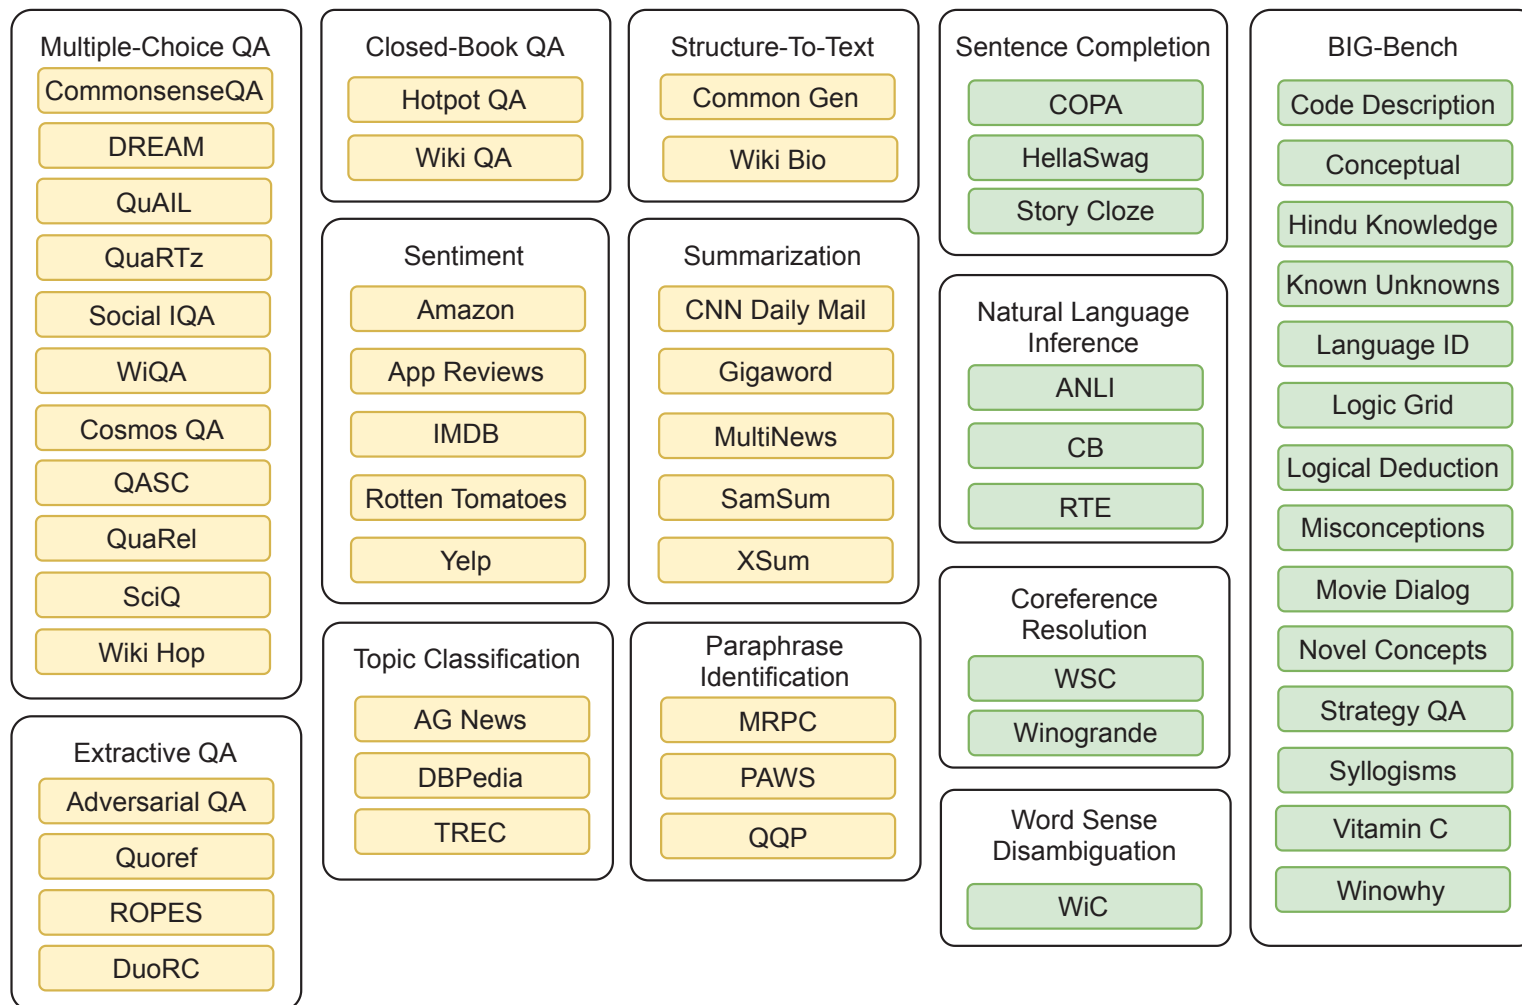 Multiple-Choice QA
CommonsenseQA
DREAM
QuAIL
QuaRTz
Social IQA
WiQA
Cosmos QA
QASC
QuaRel
SciQ
Wiki Hop
Extractive QA
Adversarial QA
Quoref
ROPES
DuoRC
Closed-Book QA
Hotpot QA
Wiki QA
Sentiment
Amazon
App Reviews
IMDB
Rotten Tomatoes
Yelp
Topic Classification
AG News
DBPedia
TREC
Structure-To-Text
Common Gen
Wiki Bio
Summarization
CNN Daily Mail
Gigaword
MultiNews
SamSum
XSum
Paraphrase
Identification
MRPC
PAWS
QQP
Sentence Completion
COPA
HellaSwag
Story Cloze
Natural Language
Inference
ANLI
CB
RTE
Coreference
Resolution
WSC
Winogrande
Word Sense
Disambiguation
WiC
BIG-Bench
Code Description
Conceptual
Hindu Knowledge
Known Unknowns
Language ID
Logic Grid
Logical Deduction
Misconceptions
Movie Dialog
Novel Concepts
Strategy QA
Syllogisms
Vitamin C
Winowhy